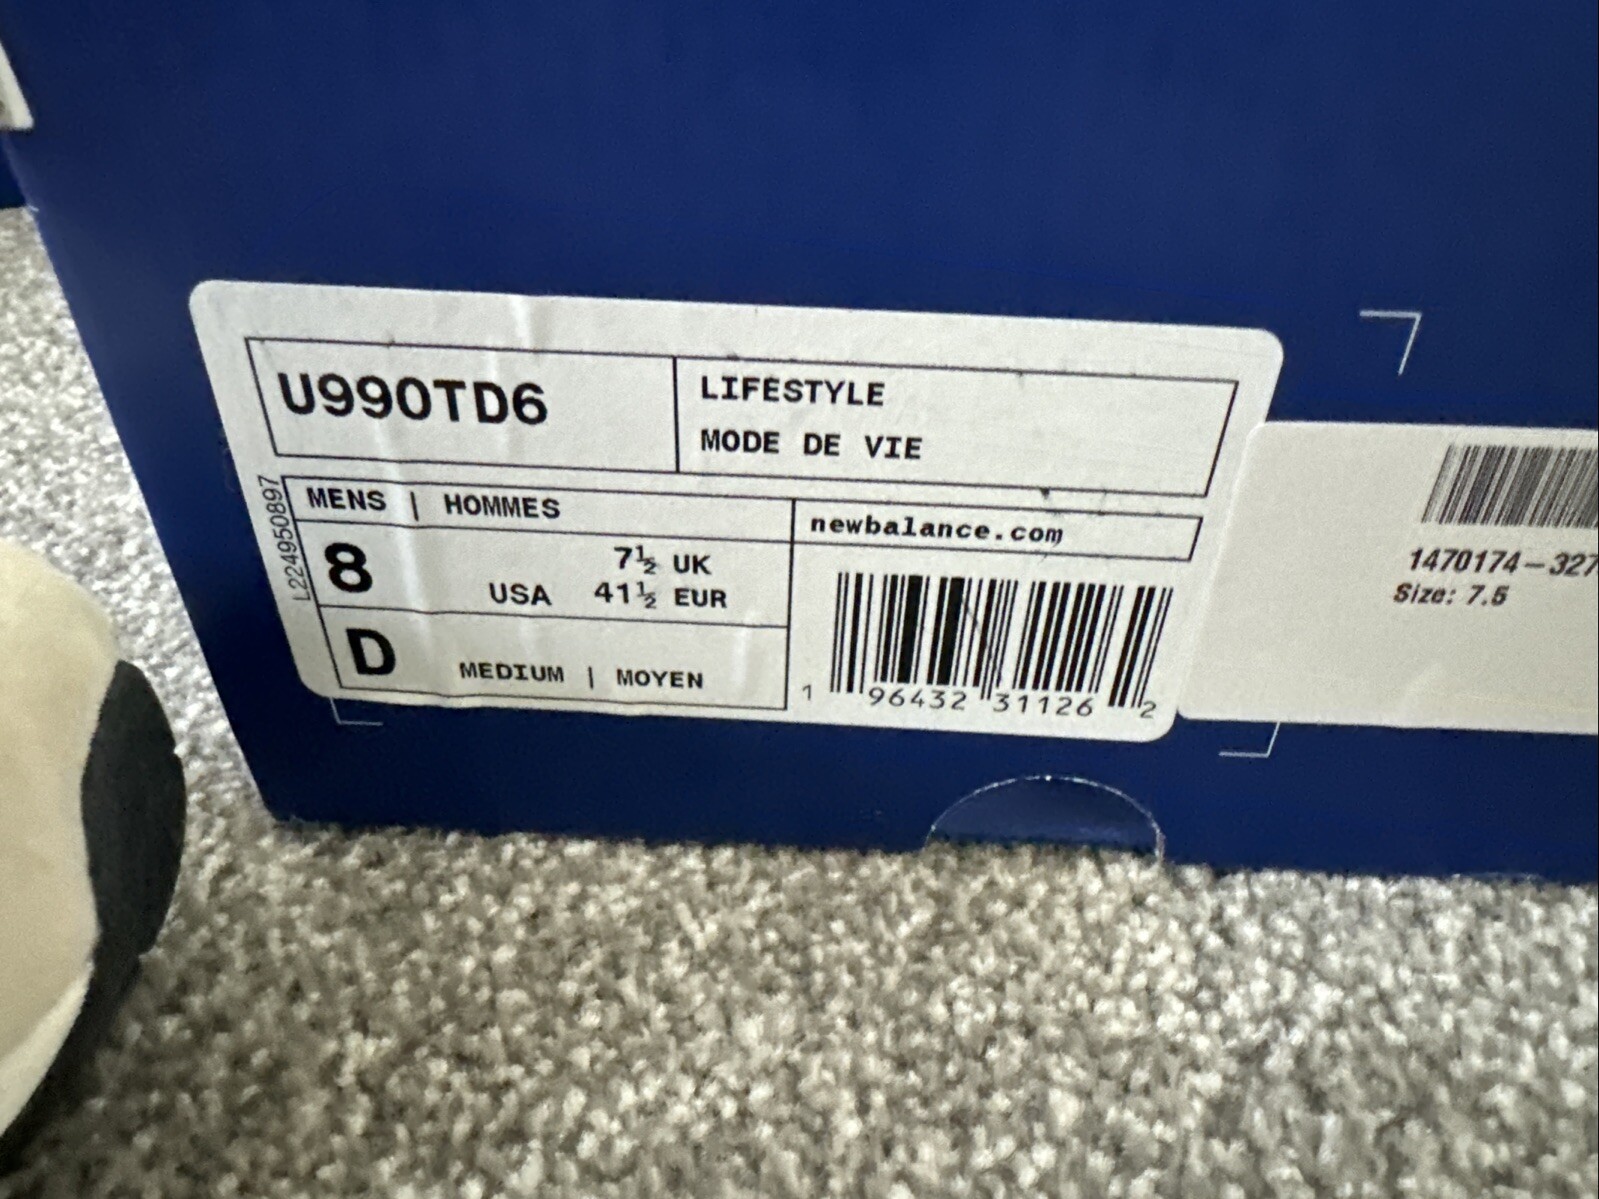 U990TD6
LIFESTYLE
MODE DE VIE
L224950897
MENS | HOMMES
8
7½ UK
USA 41½ EUR
D
MEDIUM | MOYEN
newbalance.com
1 96432 31126 2
1470174-327
Size: 7.5